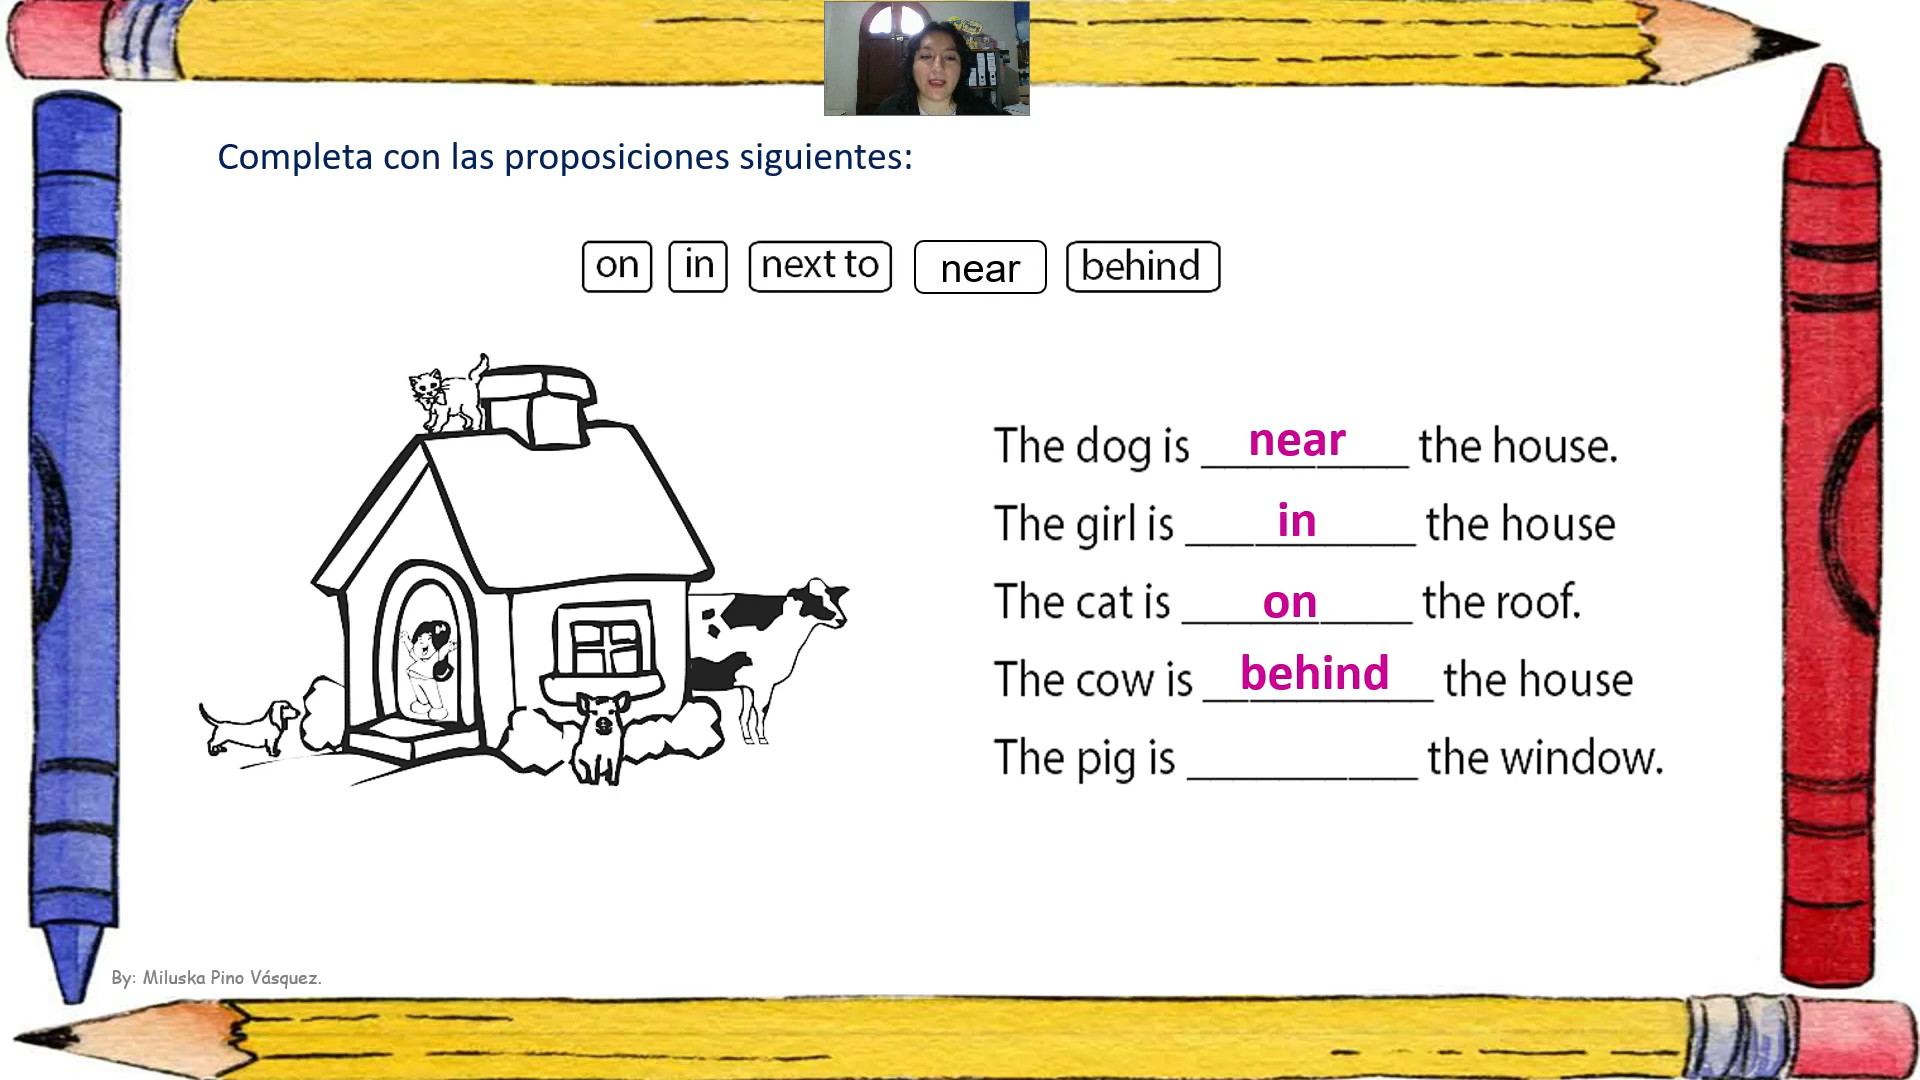 Completa con las proposiciones siguientes:
on in next to near behind
The dog is near the house.
The girl is in the house
The cat is on the roof.
The cow is behind the house
The pig is __________ the window.
By: Miluska Pino Vásquez.